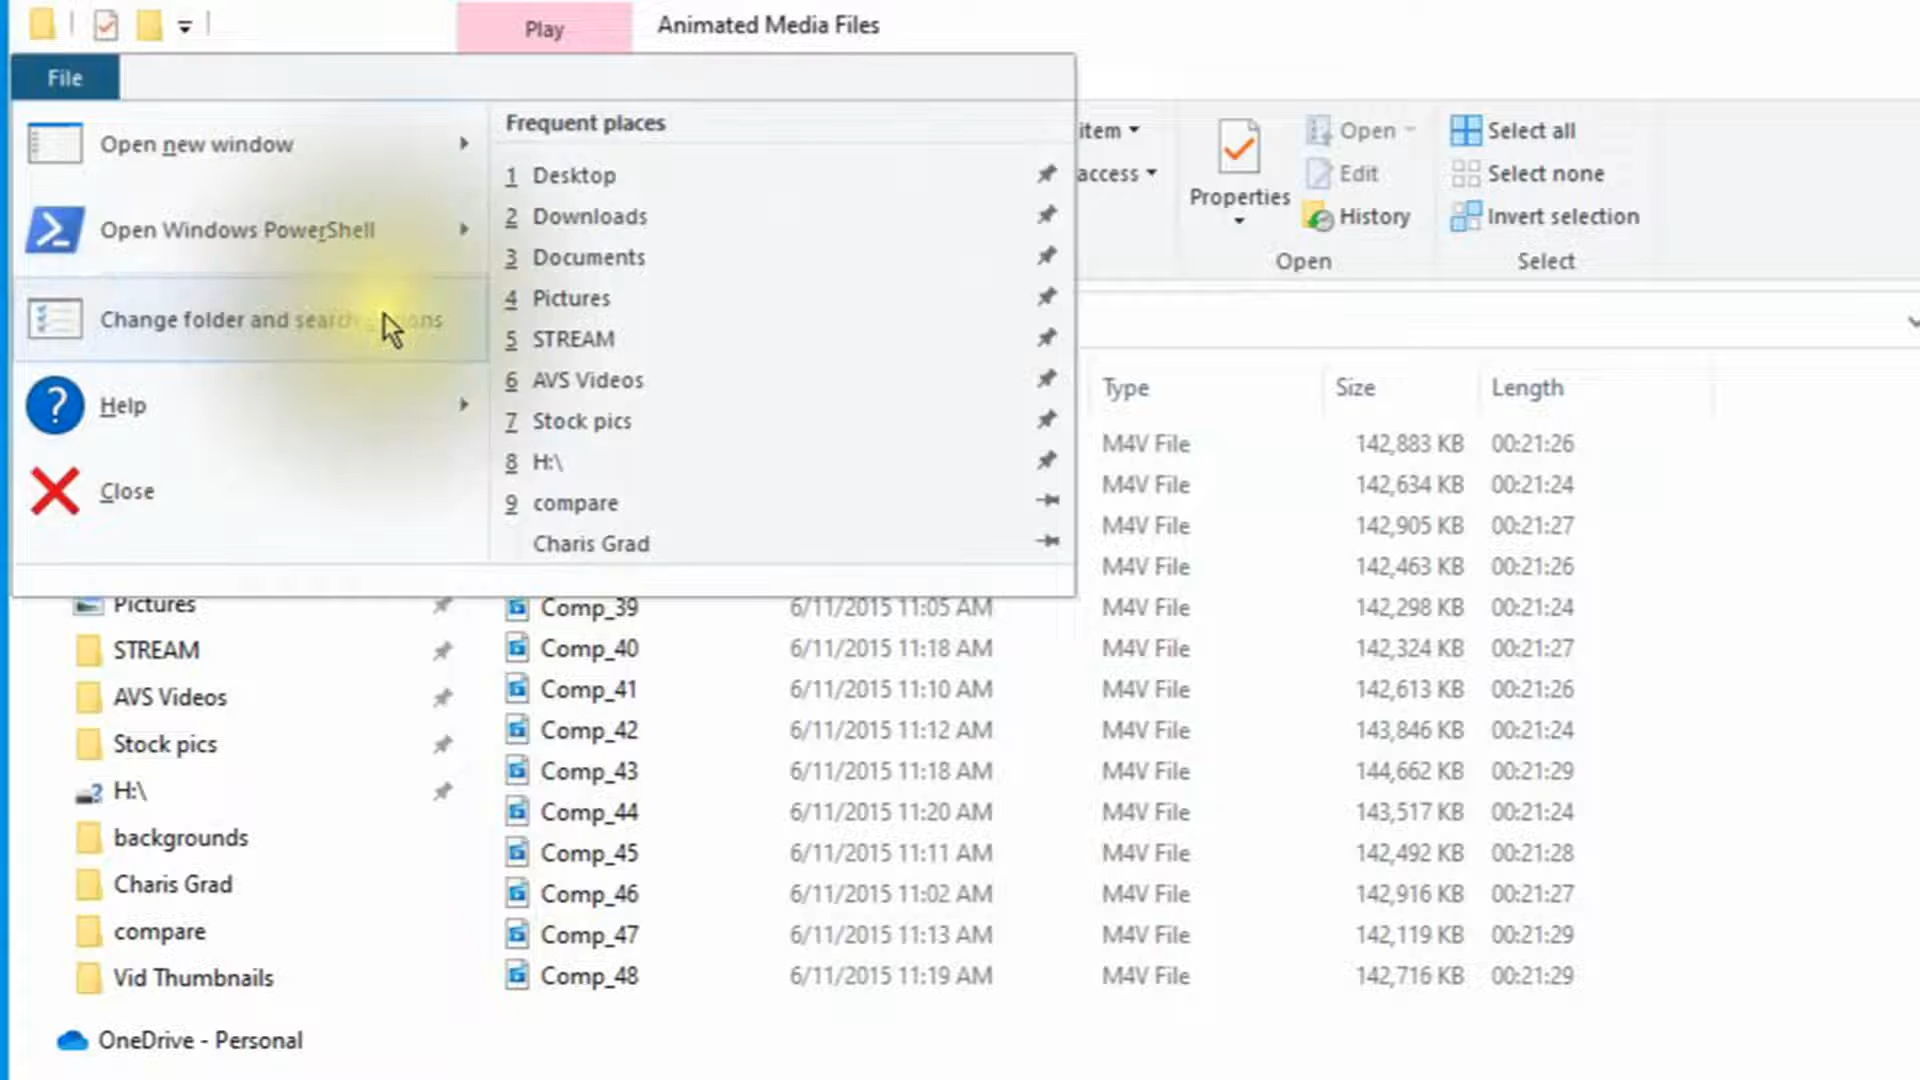 Play
Animated Media Files
File
Open new window
Open Windows PowerShell
Change folder and search
Help
Close
Frequent places
1 Desktop
2 Downloads
3 Documents
4 Pictures
5 STREAM
6 AVS Videos
7 Stock pics
8 H:\
9 compare
Charis Grad
item
access
Properties
Open
Edit
History
Open
Select all
Select none
Invert selection
Select
Type Size Length
M4V File 142,883 KB 00:21:26
M4V File 142,634 KB 00:21:24
M4V File 142,905 KB 00:21:27
M4V File 142,463 KB 00:21:26
Comp_39 6/11/2015 11:05 AM M4V File 142,298 KB 00:21:24
Comp_40 6/11/2015 11:18 AM M4V File 142,324 KB 00:21:27
Comp_41 6/11/2015 11:10 AM M4V File 142,613 KB 00:21:26
Comp_42 6/11/2015 11:12 AM M4V File 143,846 KB 00:21:24
Comp_43 6/11/2015 11:18 AM M4V File 144,662 KB 00:21:29
Comp_44 6/11/2015 11:20 AM M4V File 143,517 KB 00:21:24
Comp_45 6/11/2015 11:11 AM M4V File 142,492 KB 00:21:28
Comp_46 6/11/2015 11:02 AM M4V File 142,916 KB 00:21:27
Comp_47 6/11/2015 11:13 AM M4V File 142,119 KB 00:21:29
Comp_48 6/11/2015 11:19 AM M4V File 142,716 KB 00:21:29
Pictures
STREAM
AVS Videos
Stock pics
H:\
backgrounds
Charis Grad
compare
Vid Thumbnails
OneDrive - Personal